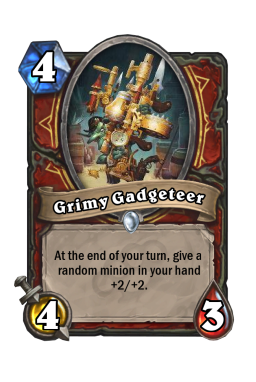 4
Grimy Gadgeteer
At the end of your turn, give a
random minion in your hand
+2/+2.
4
3